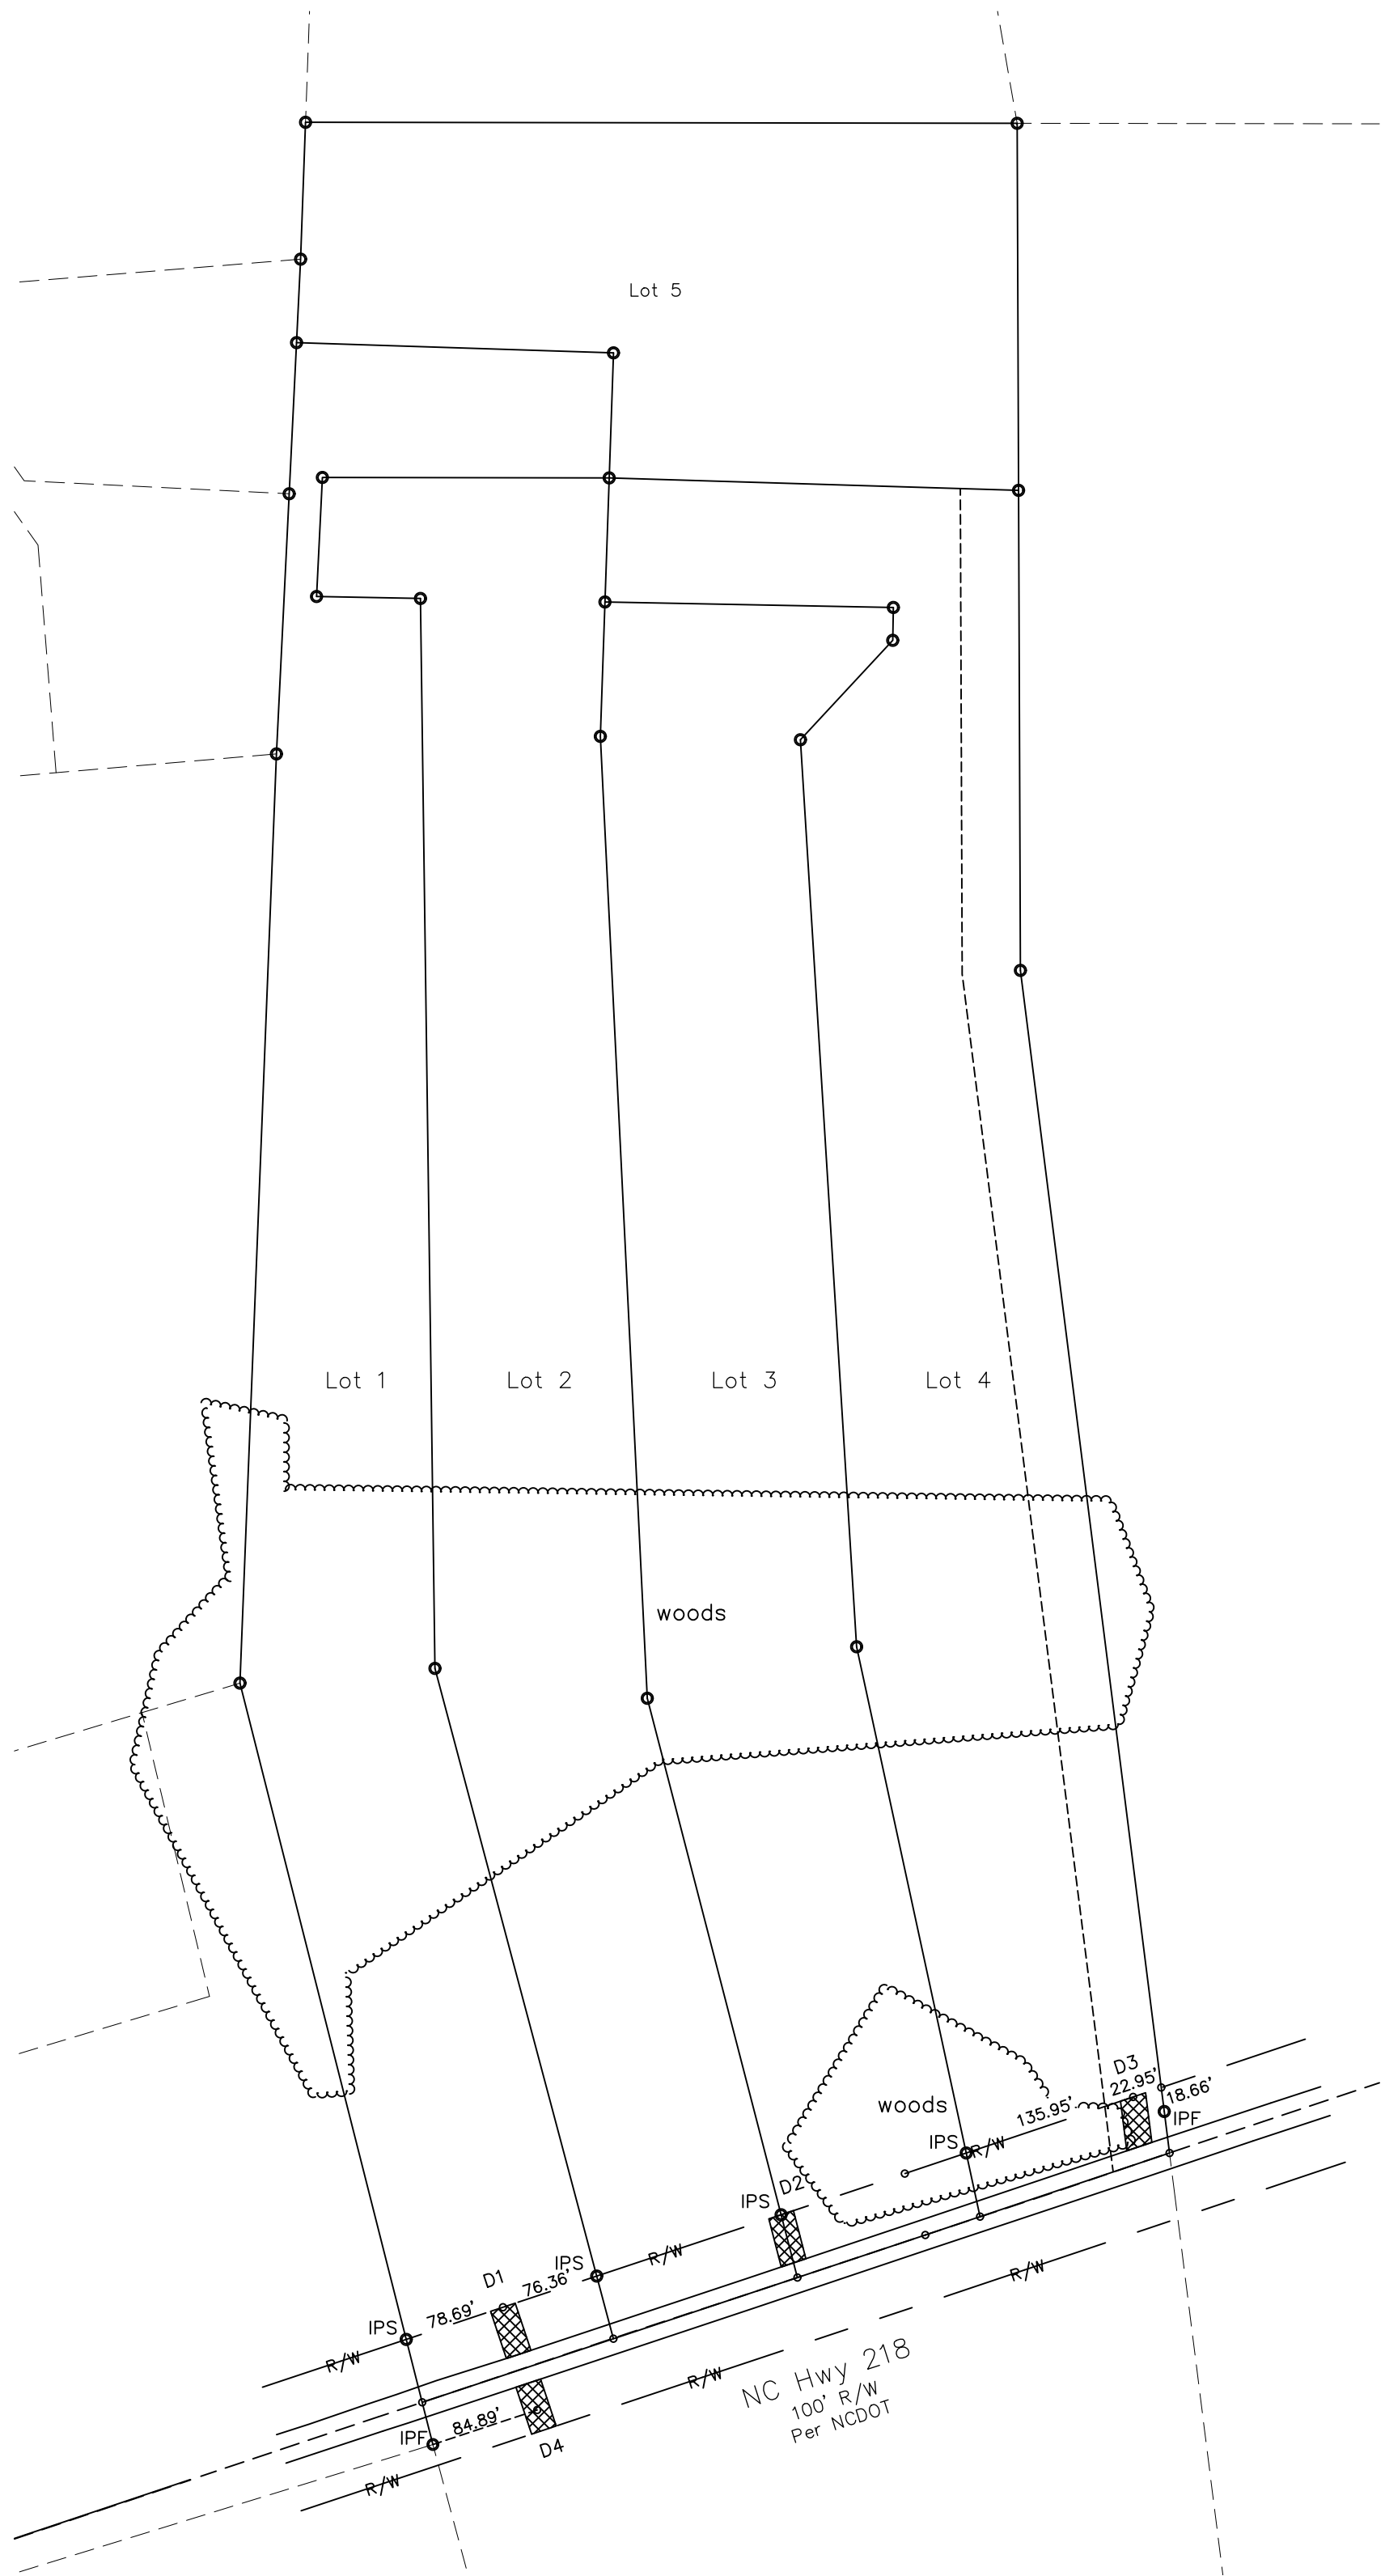 Lot 5
Lot 1
Lot 2
Lot 3
Lot 4
woods
D3
22.95'
18.66'
135.95'
woods
IPF
IPS
R/W
D2
IPS
R/W
IPS
D1
76.36'
78.69'
IPS
R/W
R/W
R/W
NC Hwy 218
100' R/W
Per NCDOT
84.89'
IPF
D4
R/W